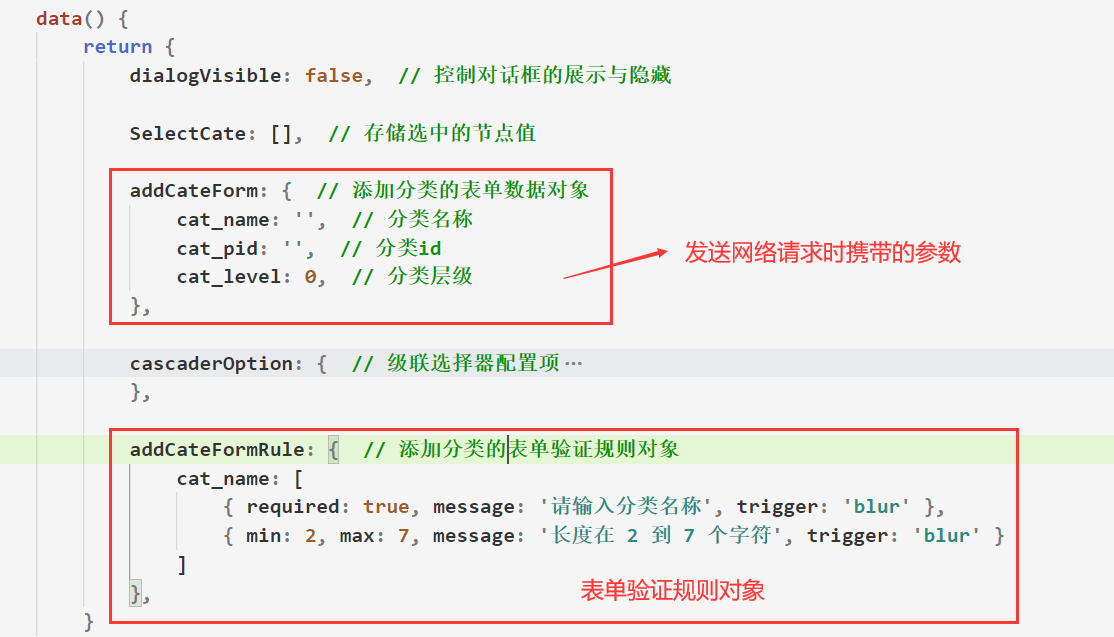 data() {
return {
dialogVisible: false,  // 控制对话框的展示与隐藏
SelectCate: [],  // 存储选中的节点值
addCateForm: {  // 添加分类的表单数据对象
cat_name: '',  // 分类名称
cat_pid: '',  // 分类id
cat_level: 0,  // 分类层级
},
发送网络请求时携带的参数
cascaderOption: {  // 级联选择器配置项…
},
addCateFormRule: {  // 添加分类的表单验证规则对象
cat_name: [
{ required: true, message: '请输入分类名称', trigger: 'blur' },
{ min: 2, max: 7, message: '长度在 2 到 7 个字符', trigger: 'blur' }
]
},
表单验证规则对象
}